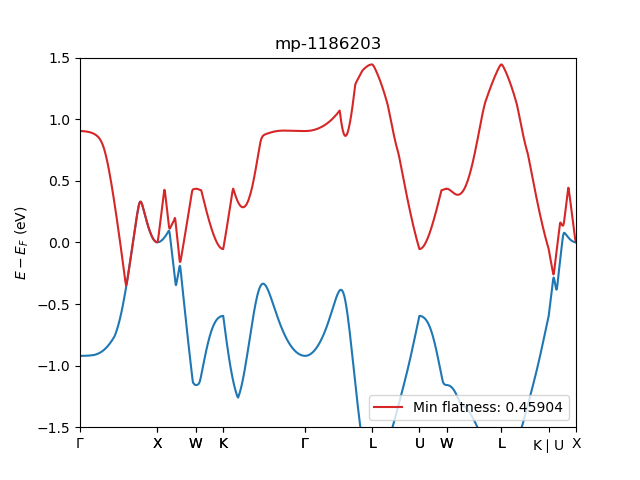 mp-1186203
E − E_F (eV)
1.5
1.0
0.5
0.0
−0.5
−1.0
−1.5
Min flatness: 0.45904
Γ X W K Γ L U W L K | U X